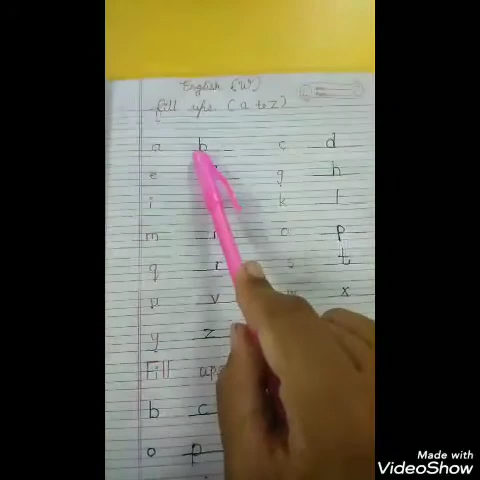 English (W)
fill ups. (a to z)
a b c d
e g h
i k l
m n o p
q r s t
u v w x
y z
Fill ups
b c
o p
Made with
VideoShow